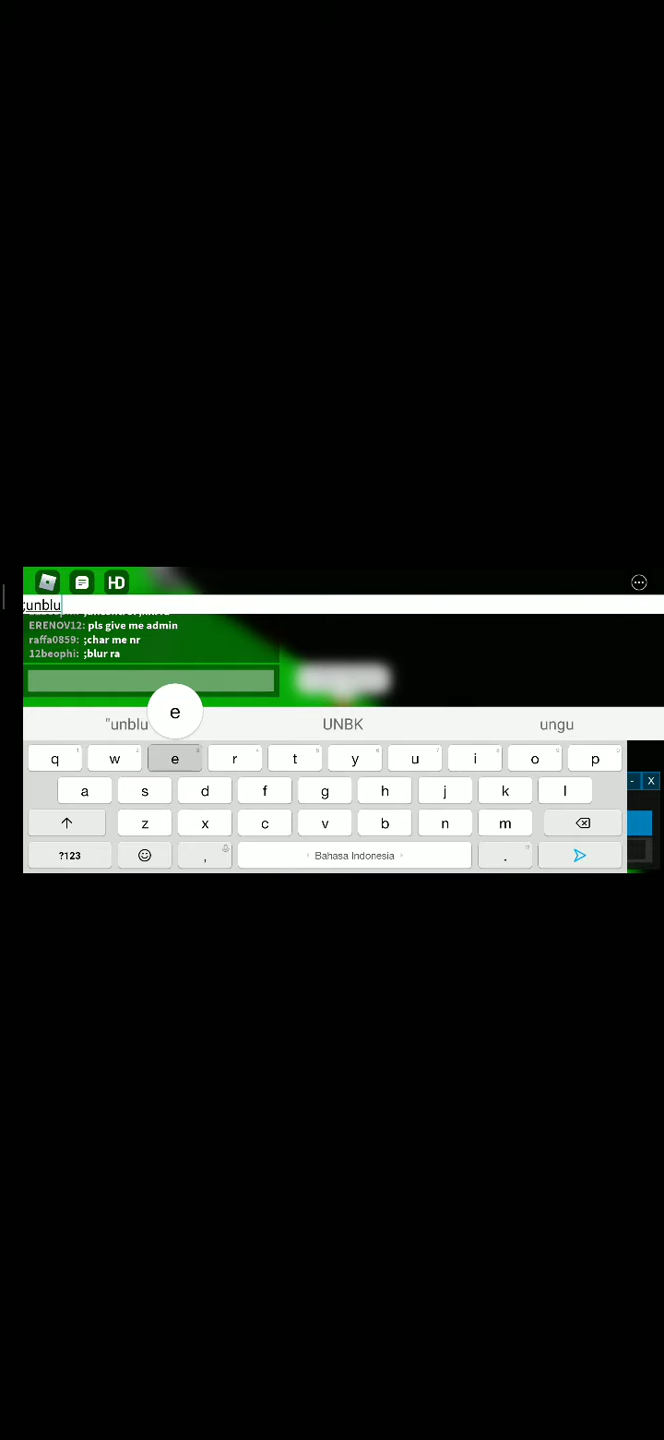 HD
;unblu
ERENOV12: pls give me admin
raffa0859: ;char me nr
12beophi: ;blur ra
e
"unblu UNBK ungu
q w e r t y u i o p
- X
a s d f g h j k l
z x c v b n m
?123 , Bahasa Indonesia .